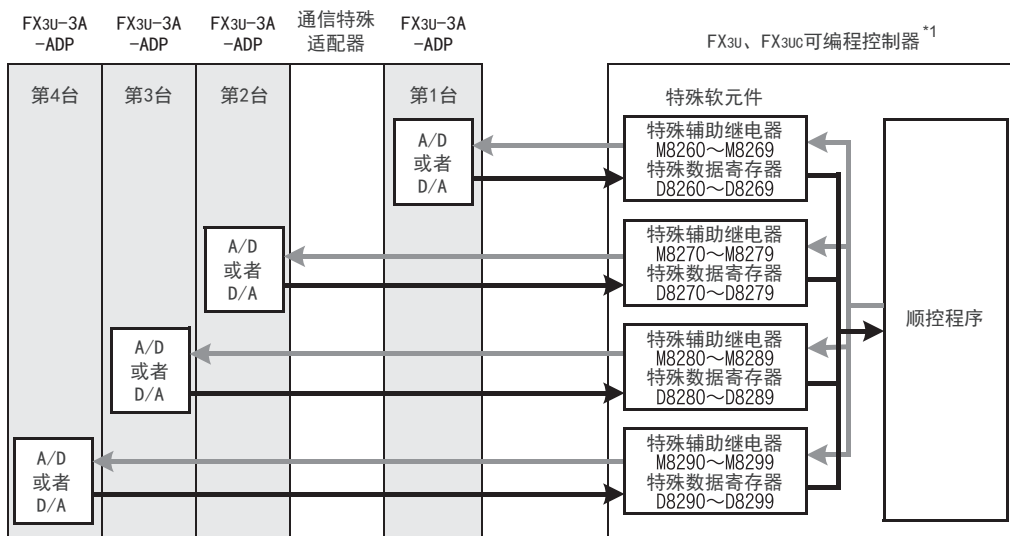 FX3U-3A
-ADP
FX3U-3A
-ADP
FX3U-3A
-ADP
通信特殊
适配器
FX3U-3A
-ADP
FX3U、FX3UC可编程控制器*1
第4台
第3台
第2台
第1台
特殊软元件
A/D
或者
D/A
特殊辅助继电器
M8260～M8269
特殊数据寄存器
D8260～D8269
A/D
或者
D/A
特殊辅助继电器
M8270～M8279
特殊数据寄存器
D8270～D8279
顺控程序
A/D
或者
D/A
特殊辅助继电器
M8280～M8289
特殊数据寄存器
D8280～D8289
A/D
或者
D/A
特殊辅助继电器
M8290～M8299
特殊数据寄存器
D8290～D8299